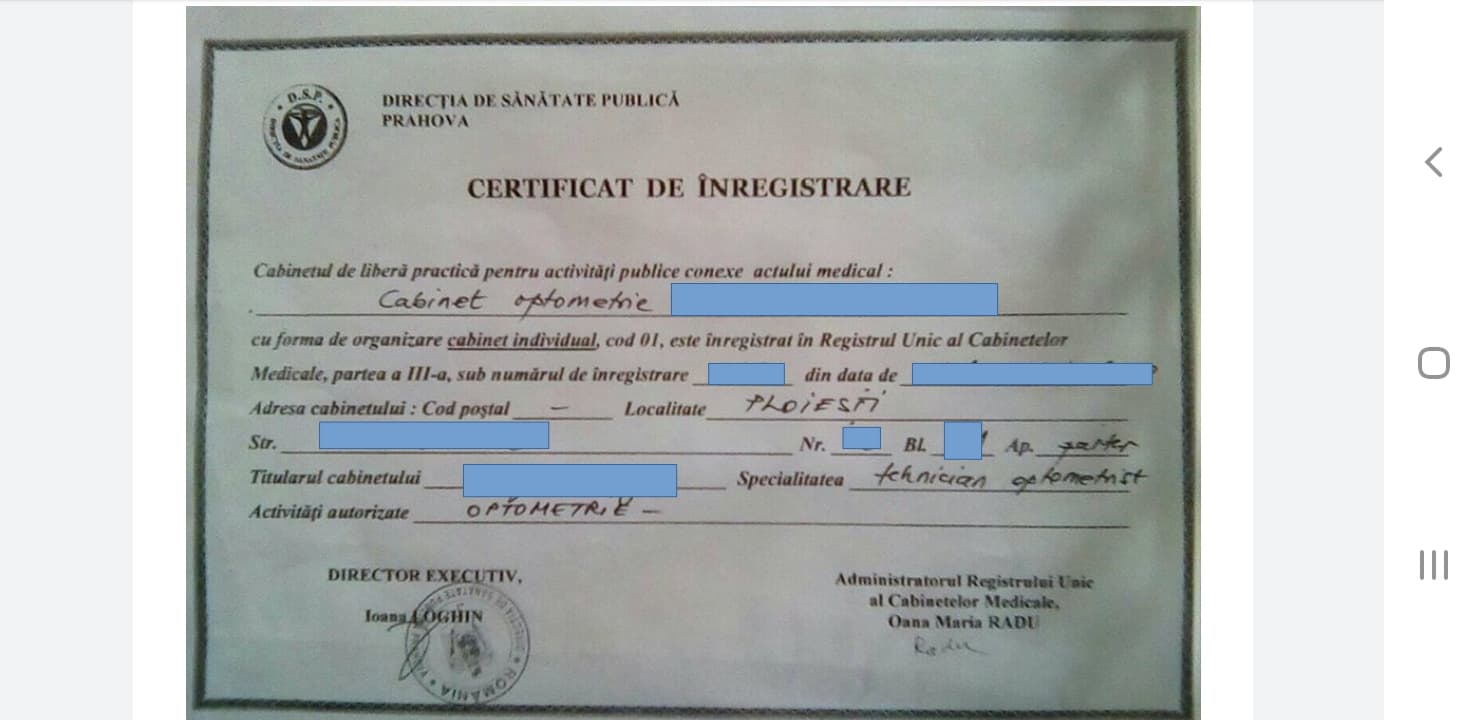 D.S.P.
DIRECȚIA DE SĂNĂTATE PUBLICĂ
PRAHOVA
CERTIFICAT DE ÎNREGISTRARE
Cabinetul de liberă practică pentru activități publice conexe actului medical :
Cabinet optometrie
cu forma de organizare cabinet individual, cod 01, este înregistrat în Registrul Unic al Cabinetelor
Medicale, partea a III-a, sub numărul de înregistrare din data de
Adresa cabinetului : Cod poștal — Localitate PLOIEȘTI
Str. Nr. Bl. Ap. parter
Titularul cabinetului Specialitatea tehnician optometrist
Activități autorizate OPTOMETRIE —
DIRECTOR EXECUTIV,
Ioana LOGHIN
Administratorul Registrului Unic
al Cabinetelor Medicale,
Oana Maria RADU
Radu
ROMANIA